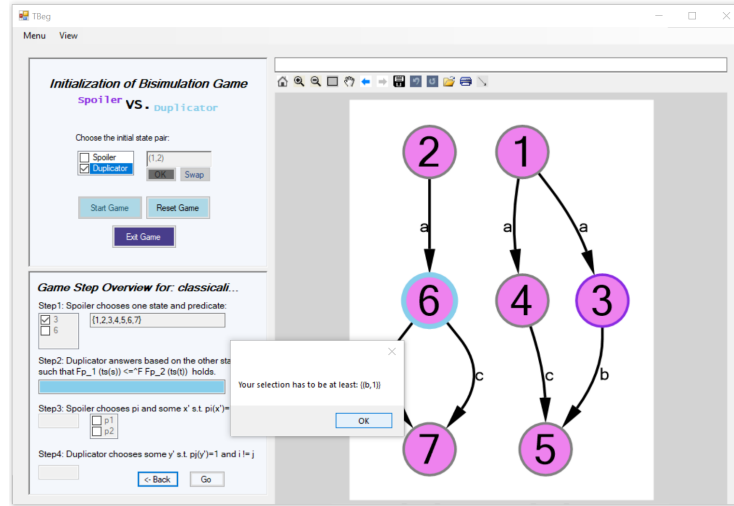 TBeg
Menu View
Initialization of Bisimulation Game
Spoiler VS. Duplicator
Choose the initial state pair:
Spoiler
Duplicator
(1,2)
OK Swap
Start Game Reset Game
Exit Game
Game Step Overview for: classicali...
Step1: Spoiler chooses one state and predicate:
3
6
{1,2,3,4,5,6,7}
Step2: Duplicator answers based on the other sta
such that Fp_1 (ts(s)) <=^F Fp_2 (ts(t)) holds.
Step3: Spoiler chooses pi and some x' s.t. pi(x')=
p1
p2
Step4: Duplicator chooses some y' s.t. pj(y')=1 and i != j
<- Back Go
Your selection has to be at least: {(b,1)}
OK
2 1
a a a
6 4 3
c c b
7 5